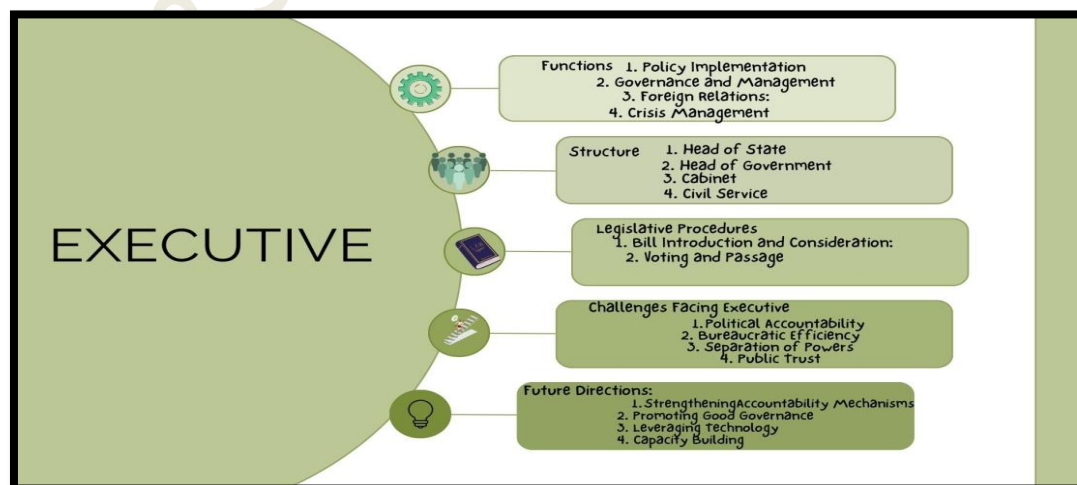 EXECUTIVE
Functions 1. Policy Implementation
2. Governance and Management
3. Foreign Relations:
4. Crisis Management
Structure 1. Head of State
2. Head of Government
3. Cabinet
4. Civil Service
Legislative Procedures
1. Bill Introduction and Consideration:
2. Voting and Passage
Challenges Facing Executive
1.Political Accountability
2. Bureaucratic Efficiency
3. Separation of Powers
4. Public Trust
Future Directions:
1.StrengtheningAccountability Mechanisms
2. Promoting Good Governance
3. Leveraging Technology
4. Capacity Building